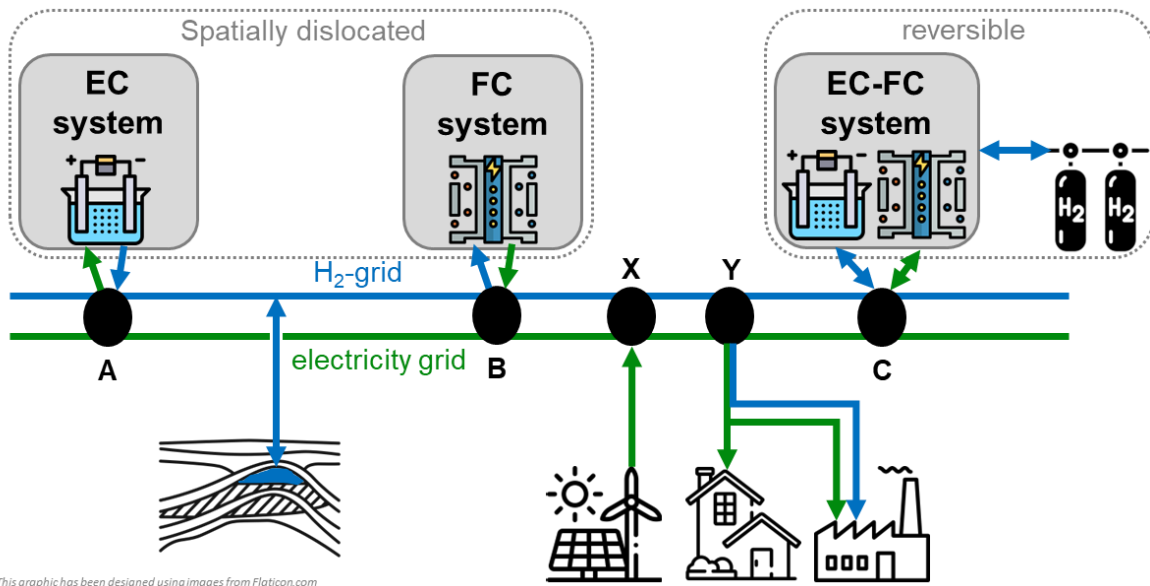 Spatially dislocated
reversible
EC
system
FC
system
EC-FC
system
+ −
+ −
H2
H2
H₂-grid
X
Y
electricity grid
A
B
C
This graphic has been designed using images from Flaticon.com